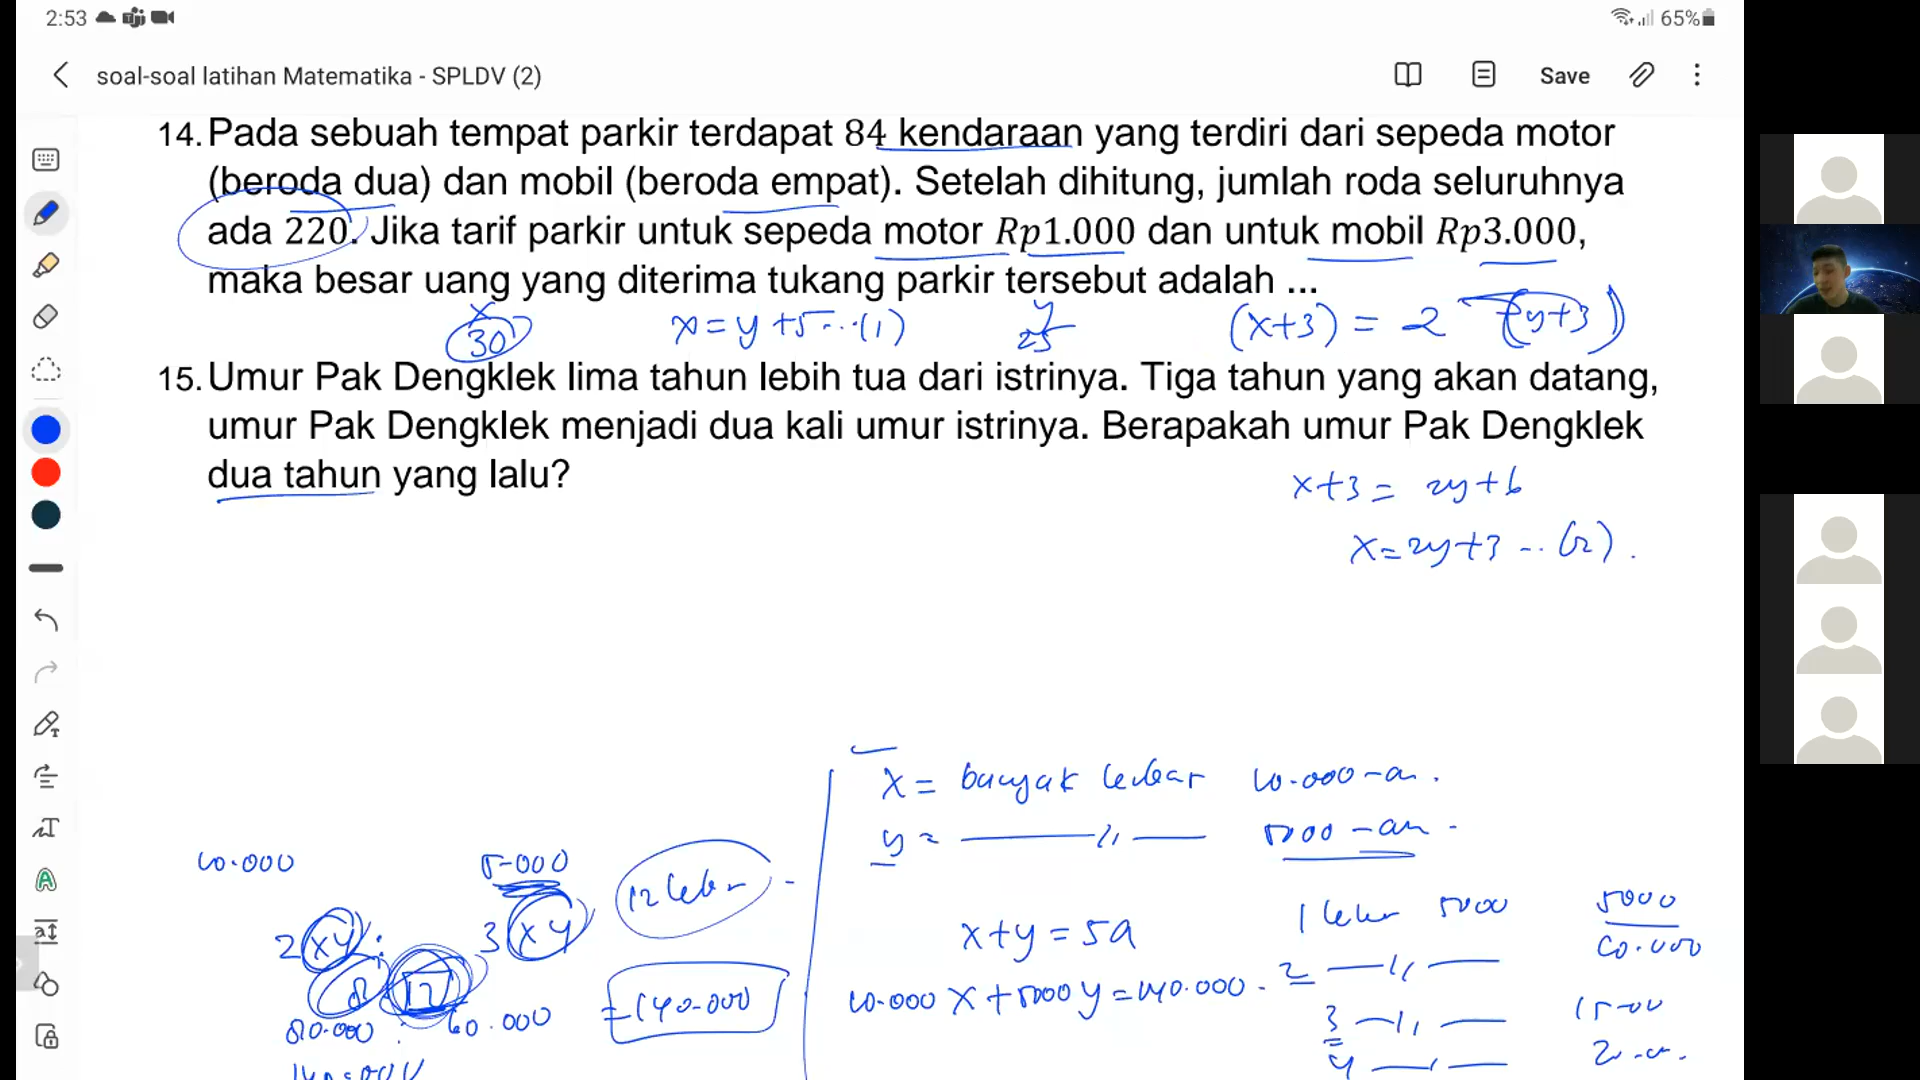 2:53
65%
soal-soal latihan Matematika - SPLDV (2)
Save
14. Pada sebuah tempat parkir terdapat 84 kendaraan yang terdiri dari sepeda motor
(beroda dua) dan mobil (beroda empat). Setelah dihitung, jumlah roda seluruhnya
ada 220. Jika tarif parkir untuk sepeda motor Rp1.000 dan untuk mobil Rp3.000,
maka besar uang yang diterima tukang parkir tersebut adalah ...
x
30
x = y + 5 ... (1)
y
25
(x+3) = 2 (y+3)
15. Umur Pak Dengklek lima tahun lebih tua dari istrinya. Tiga tahun yang akan datang,
umur Pak Dengklek menjadi dua kali umur istrinya. Berapakah umur Pak Dengklek
dua tahun yang lalu?
x+3 = 2y+6
x=2y+3 ... (2).
x = banyak lembar 10.000-an.
y = 〃 5000-an.
10.000
5.000
12 lembar
2 x 4 :
3 x 4
8
12
80.000 :
60.000
= 140.000
140.000
x+y = 5a
10.000 x + 5000 y = 140.000.
1 lembar 5000
5000
10.000
2 〃
3 〃
4